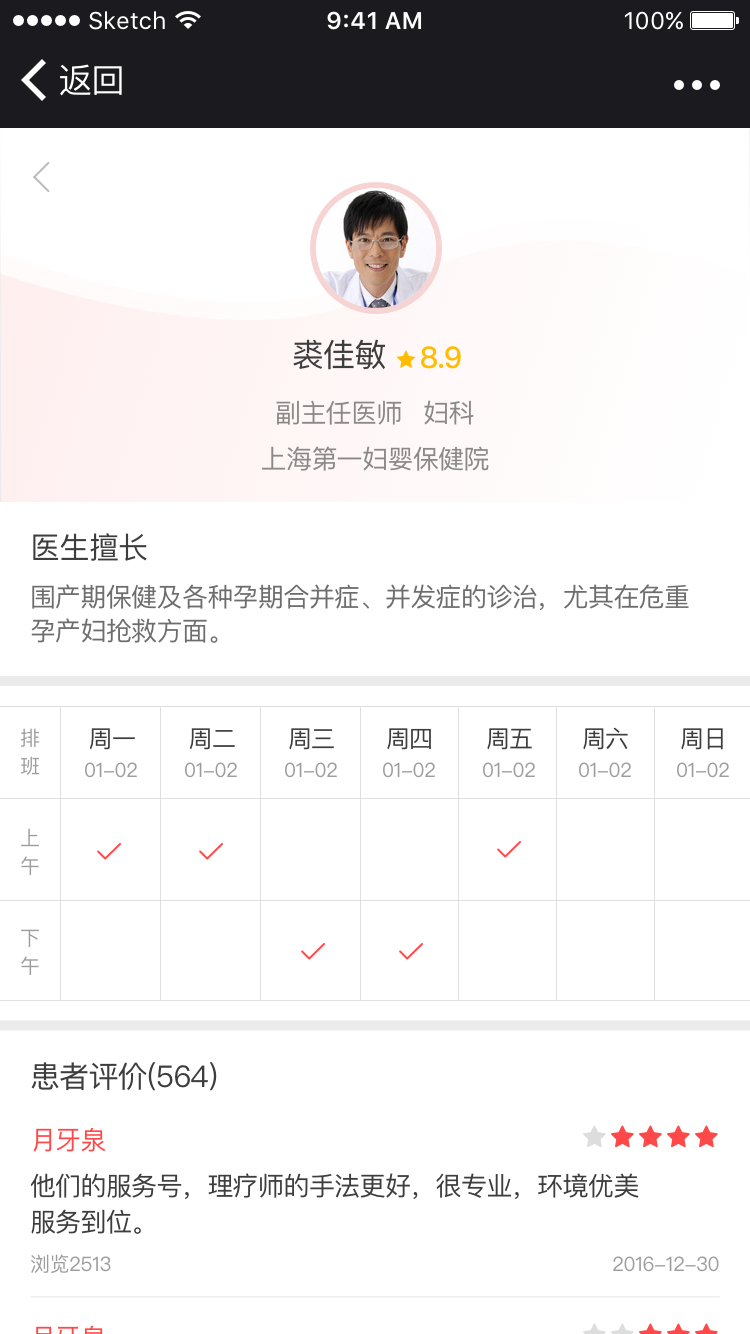 Sketch 9:41 AM 100%
返回
裘佳敏 8.9
副主任医师 妇科
上海第一妇婴保健院
医生擅长
围产期保健及各种孕期合并症、并发症的诊治，尤其在危重
孕产妇抢救方面。
排班 周一 周二 周三 周四 周五 周六 周日
01-02 01-02 01-02 01-02 01-02 01-02 01-02
上午
下午
患者评价(564)
月牙泉
他们的服务号，理疗师的手法更好，很专业，环境优美
服务到位。
浏览2513 2016-12-30
月牙泉